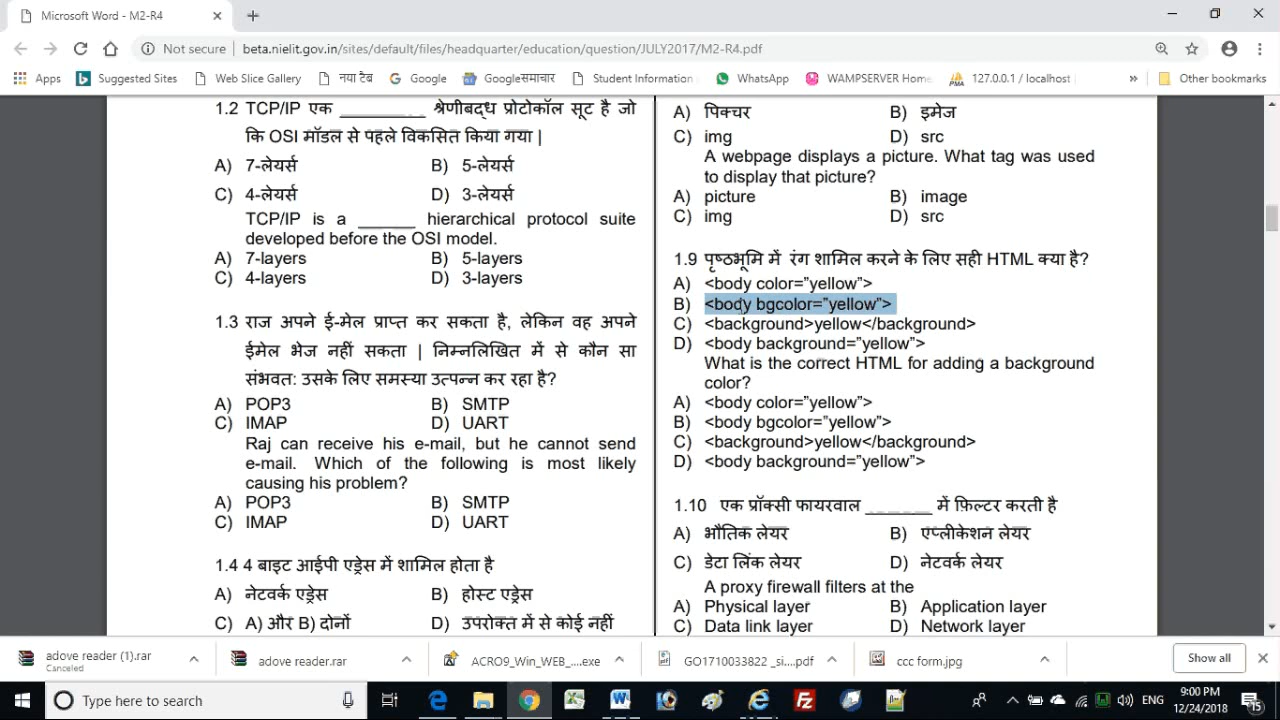 Microsoft Word - M2-R4
Not secure | beta.nielit.gov.in/sites/default/files/headquarter/education/question/JULY2017/M2-R4.pdf
Apps Suggested Sites Web Slice Gallery नया टैब Google Googleसमाचार Student Information WhatsApp WAMPSERVER Home 127.0.0.1 / localhost » Other bookmarks
1.2 TCP/IP एक ________ श्रेणीबद्ध प्रोटोकॉल सूट है जो
कि OSI मॉडल से पहले विकसित किया गया |
A) 7-लेयर्स B) 5-लेयर्स
C) 4-लेयर्स D) 3-लेयर्स
TCP/IP is a ______ hierarchical protocol suite
developed before the OSI model.
A) 7-layers B) 5-layers
C) 4-layers D) 3-layers
1.3 राज अपने ई-मेल प्राप्त कर सकता है, लेकिन वह अपने
ईमेल भेज नहीं सकता | निम्नलिखित में से कौन सा
संभवत: उसके लिए समस्या उत्पन्न कर रहा है?
A) POP3 B) SMTP
C) IMAP D) UART
Raj can receive his e-mail, but he cannot send
e-mail. Which of the following is most likely
causing his problem?
A) POP3 B) SMTP
C) IMAP D) UART
1.4 4 बाइट आईपी एड्रेस में शामिल होता है
A) नेटवर्क एड्रेस B) होस्ट एड्रेस
C) A) और B) दोनों D) उपरोक्त में से कोई नहीं
A) पिक्चर B) इमेज
C) img D) src
A webpage displays a picture. What tag was used
to display that picture?
A) picture B) image
C) img D) src
1.9 पृष्ठभूमि में रंग शामिल करने के लिए सही HTML क्या है?
A) <body color="yellow">
B) <body bgcolor="yellow">
C) <background>yellow</background>
D) <body background="yellow">
What is the correct HTML for adding a background
color?
A) <body color="yellow">
B) <body bgcolor="yellow">
C) <background>yellow</background>
D) <body background="yellow">
1.10 एक प्रॉक्सी फायरवाल ______ में फ़िल्टर करती है
A) भौतिक लेयर B) एप्लीकेशन लेयर
C) डेटा लिंक लेयर D) नेटवर्क लेयर
A proxy firewall filters at the
A) Physical layer B) Application layer
C) Data link layer D) Network layer
adove reader (1).rar
Canceled
adove reader.rar
ACRO9_Win_WEB_....exe
GO1710033822 _si....pdf
ccc form.jpg
Show all
Type here to search
ENG
9:00 PM
12/24/2018
15